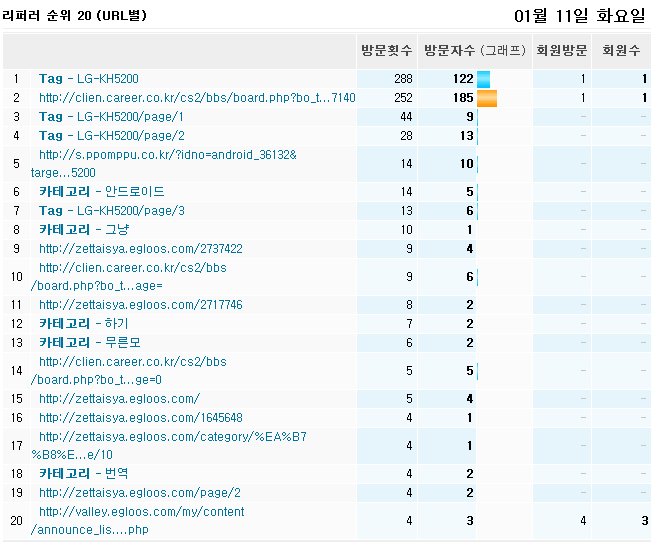 리퍼러 순위 20 (URL별) 01월 11일 화요일
방문횟수 방문자수 (그래프) 회원방문 회원수
1 Tag - LG-KH5200 288 122 1 1
2 http://clien.career.co.kr/cs2/bbs/board.php?bo_t...7140 252 185 1 1
3 Tag - LG-KH5200/page/1 44 9 - -
4 Tag - LG-KH5200/page/2 28 13 - -
5 http://s.ppomppu.co.kr/?idno=android_36132&
targe...5200 14 10 - -
6 카테고리 - 안드로이드 14 5 - -
7 Tag - LG-KH5200/page/3 13 6 - -
8 카테고리 - 그냥 10 1 - -
9 http://zettaisya.egloos.com/2737422 9 4 - -
10 http://clien.career.co.kr/cs2/bbs
/board.php?bo_t...age= 9 6 - -
11 http://zettaisya.egloos.com/2717746 8 2 - -
12 카테고리 - 하기 7 2 - -
13 카테고리 - 무른모 6 2 - -
14 http://clien.career.co.kr/cs2/bbs
/board.php?bo_t...ge=0 5 5 - -
15 http://zettaisya.egloos.com/ 5 4 - -
16 http://zettaisya.egloos.com/1645648 4 1 - -
17 http://zettaisya.egloos.com/category/%EA%B7
%B8%E...e/10 4 1 - -
18 카테고리 - 번역 4 2 - -
19 http://zettaisya.egloos.com/page/2 4 2 - -
20 http://valley.egloos.com/my/content
/announce_lis....php 4 3 4 3